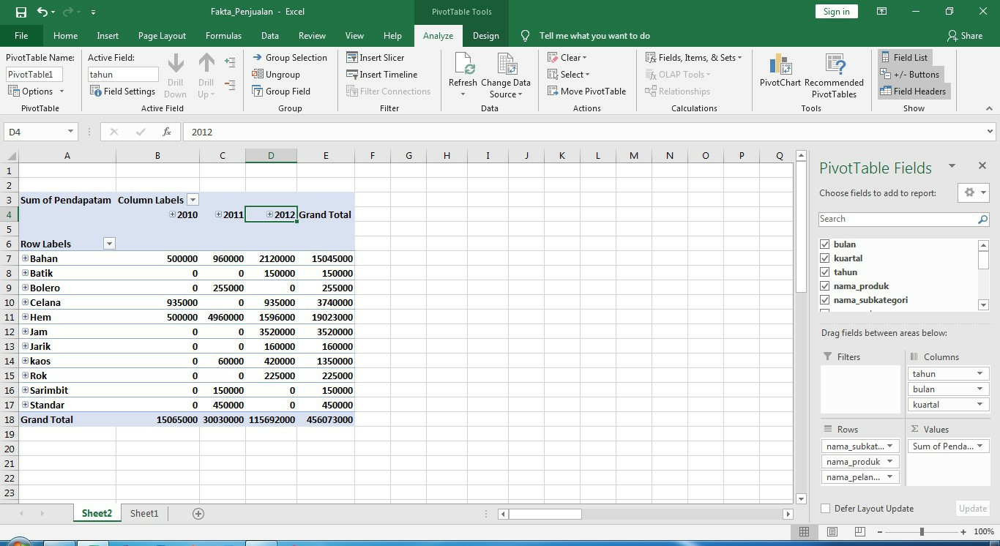 Fakta_Penjualan - Excel
PivotTable Tools
Sign in
File Home Insert Page Layout Formulas Data Review View Help Analyze Design Tell me what you want to do Share
PivotTable Name: Active Field: Group Selection Insert Slicer Clear Fields, Items, & Sets Field List
PivotTable1 tahun Drill Down Drill Up Ungroup Insert Timeline Refresh Change Data Source Select OLAP Tools PivotChart Recommended PivotTables +/- Buttons
Options Field Settings Group Field Filter Connections Move PivotTable Relationships Field Headers
PivotTable Active Field Group Filter Data Actions Calculations Tools Show
D4 fx 2012
A B C D E F G H I J K L M N O P Q
1
2
3 Sum of Pendapatam Column Labels
4 2010 2011 2012 Grand Total
5
6 Row Labels
7 Bahan 500000 960000 2120000 15045000
8 Batik 0 0 150000 150000
9 Bolero 0 255000 0 255000
10 Celana 935000 0 935000 3740000
11 Hem 500000 4960000 1596000 19023000
12 Jam 0 0 3520000 3520000
13 Jarik 0 0 160000 160000
14 kaos 0 60000 420000 1350000
15 Rok 0 0 225000 225000
16 Sarimbit 0 150000 0 150000
17 Standar 0 450000 0 450000
18 Grand Total 15065000 30030000 115692000 456073000
19
20
21
22
23
PivotTable Fields
Choose fields to add to report:
Search
bulan
kuartal
tahun
nama_produk
nama_subkategori
Drag fields between areas below:
Filters
Columns
tahun
bulan
kuartal
Rows
nama_subkat...
nama_produk
nama_pelan...
Σ Values
Sum of Penda...
Defer Layout Update Update
Sheet2 Sheet1
100%